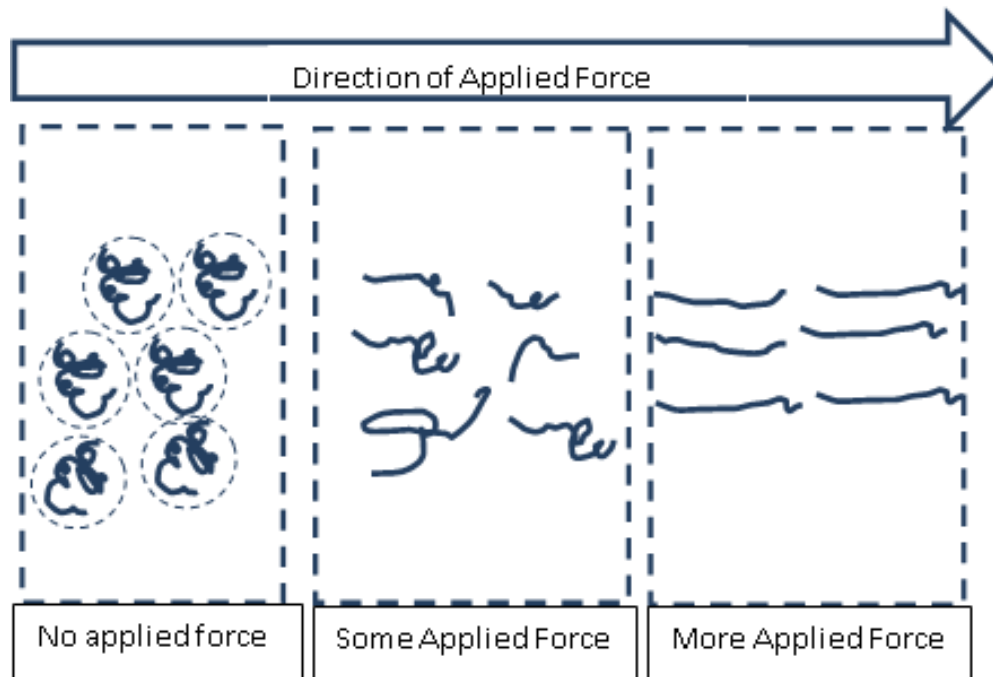 Direction of Applied Force
No applied force
Some Applied Force
More Applied Force